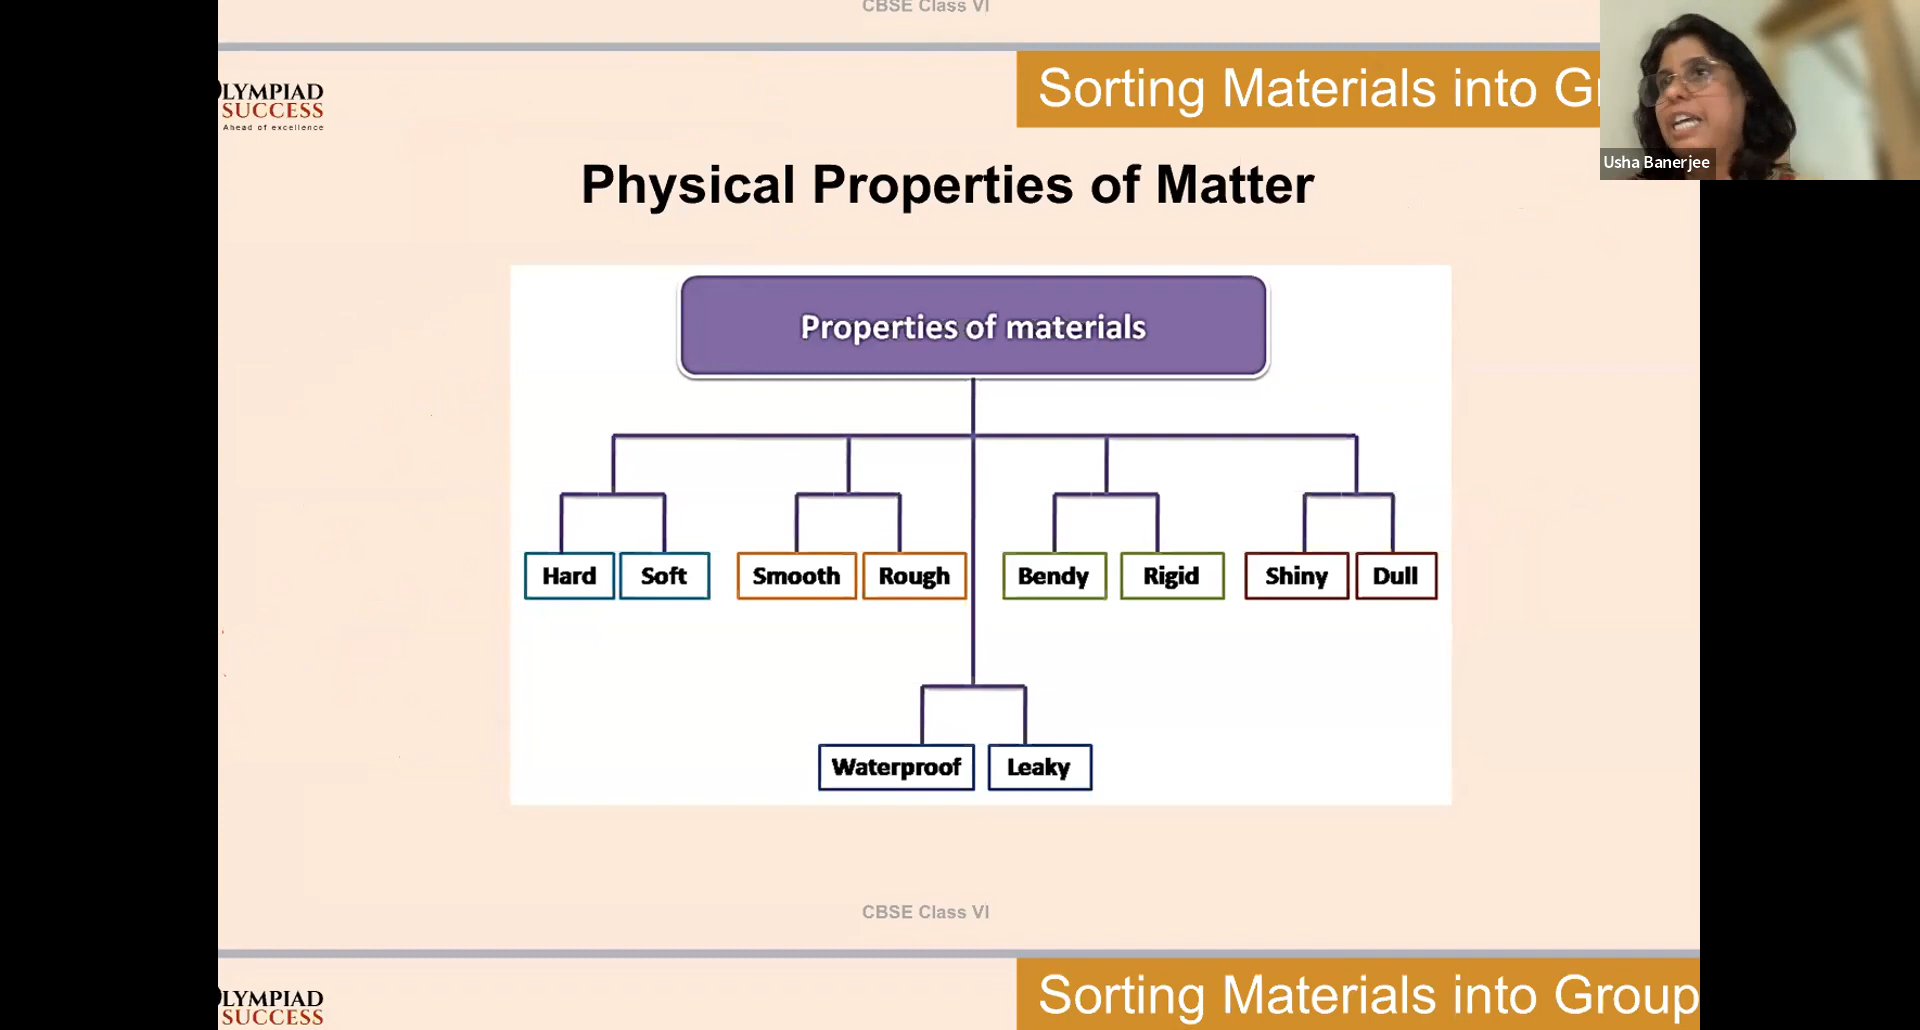 CBSE Class VI
LYMPIAD
SUCCESS
Ahead of excellence
Sorting Materials into
Usha Banerjee
Physical Properties of Matter
Properties of materials
Hard
Soft
Smooth
Rough
Bendy
Rigid
Shiny
Dull
Waterproof
Leaky
CBSE Class VI
LYMPIAD
SUCCESS
Sorting Materials into Group